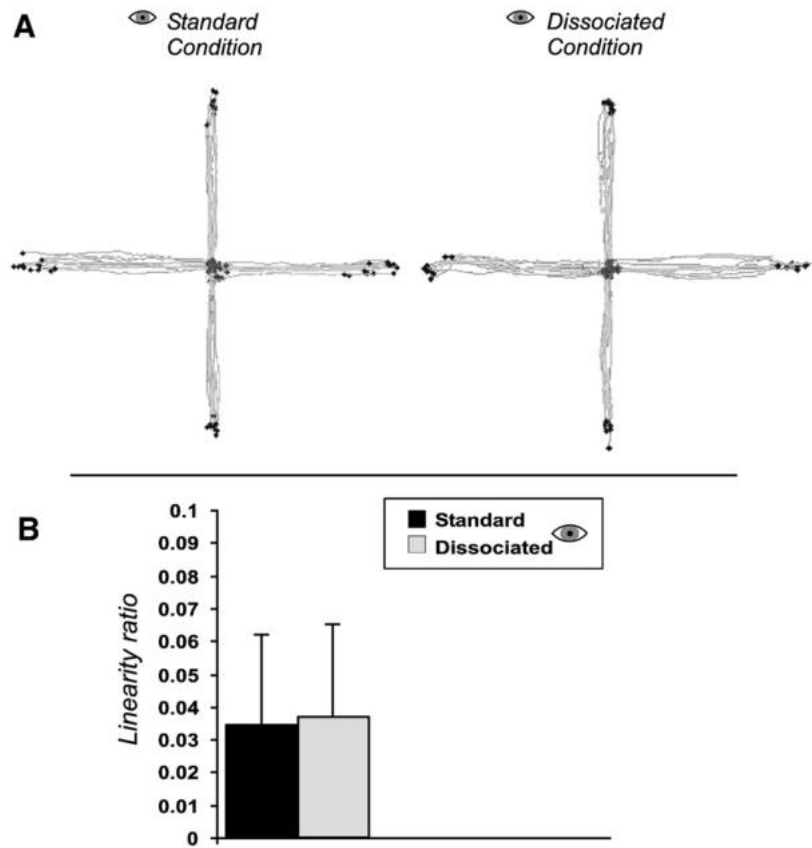 A
Standard
Condition
Dissociated
Condition
B
Standard
Dissociated
Linearity ratio
0.1
0.09
0.08
0.07
0.06
0.05
0.04
0.03
0.02
0.01
0